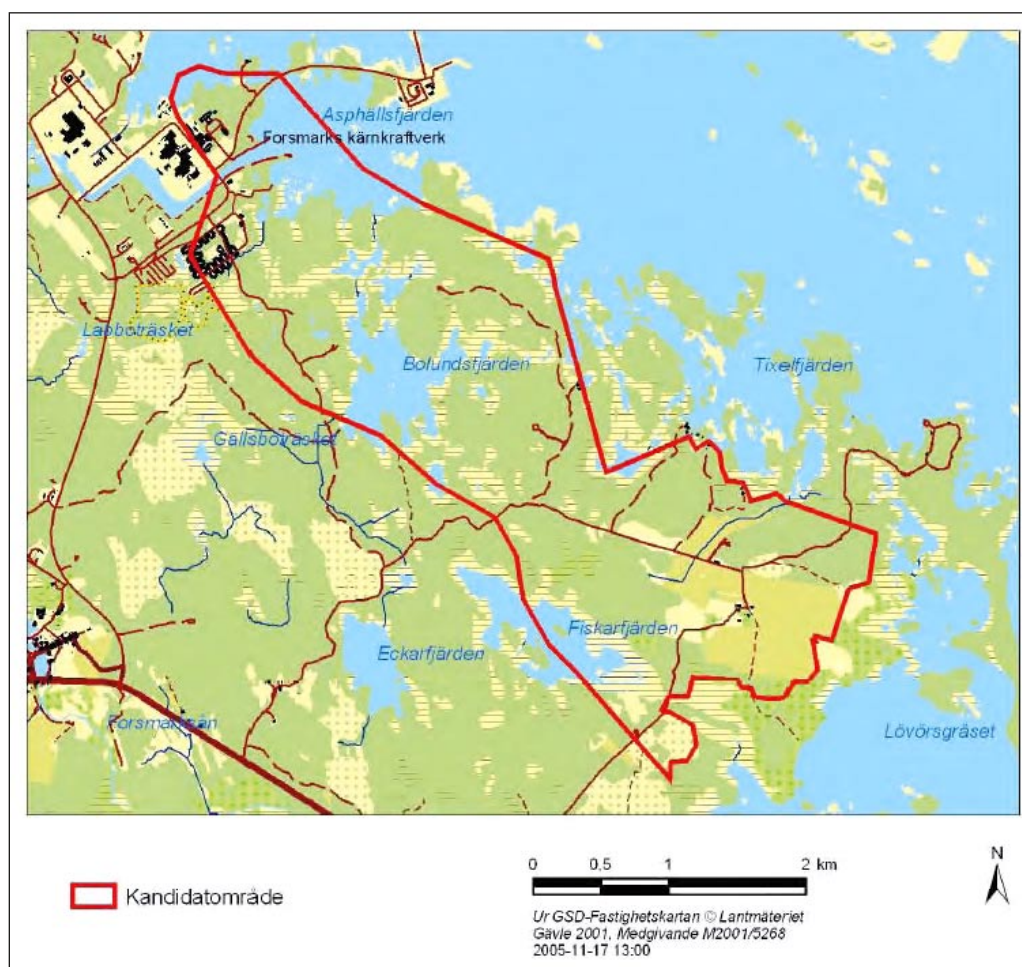 Asphällsfjärden
Forsmarks kärnkraftverk
Labboträsket
Bolundsfjärden
Tixelfjärden
Gällsboträsket
Fiskarfjärden
Eckarfjärden
Forsmarksån
Lövörsgräset
0 0,5 1 2 km
N
Kandidatområde
Ur GSD-Fastighetskartan © Lantmäteriet
Gävle 2001, Medgivande M2001/5268
2005-11-17 13:00